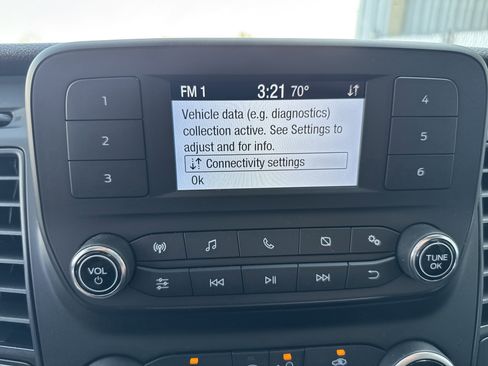 FM 1 3:21 70°
Vehicle data (e.g. diagnostics)
collection active. See Settings to
adjust and for info.
Connectivity settings
Ok
1
2
3
4
5
6
VOL
TUNE
OK